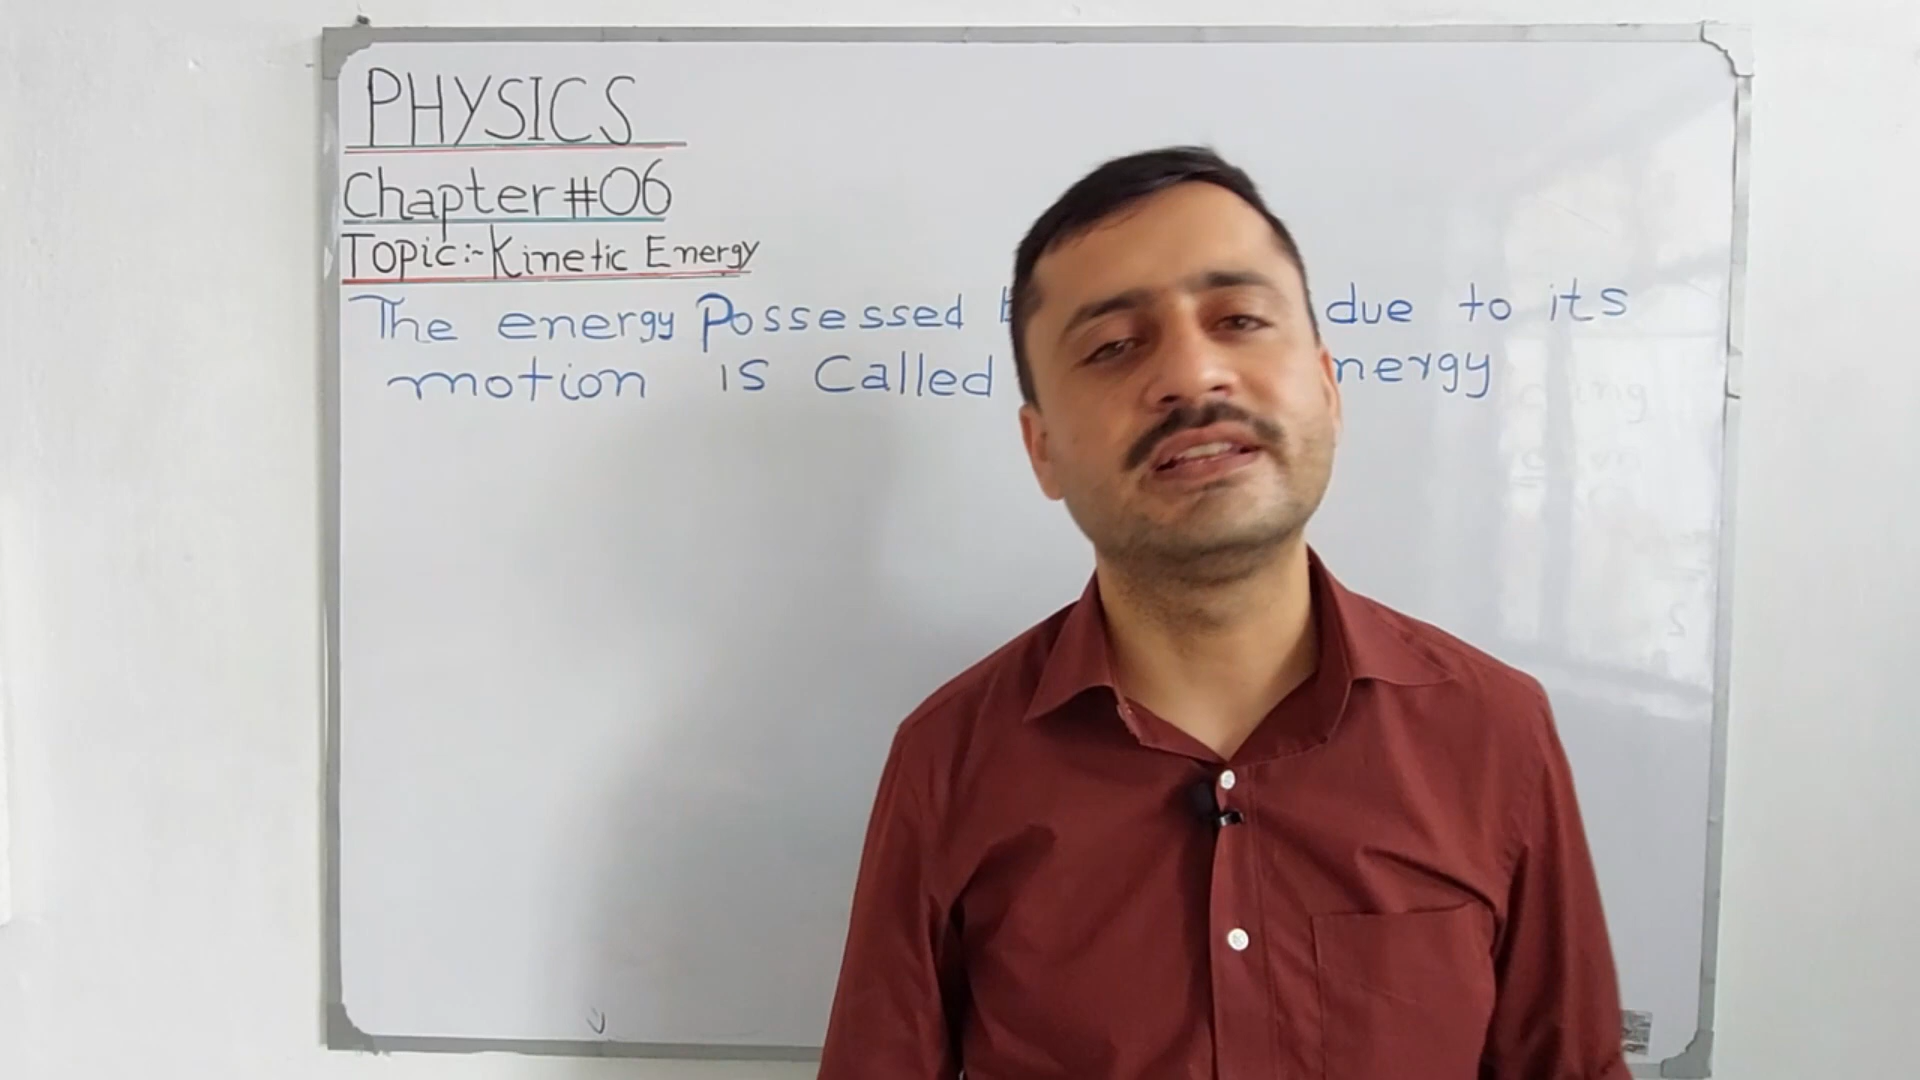 PHYSICS
Chapter #06
Topic:- Kinetic Energy
The energy Possessed due to its
motion is Called nergy